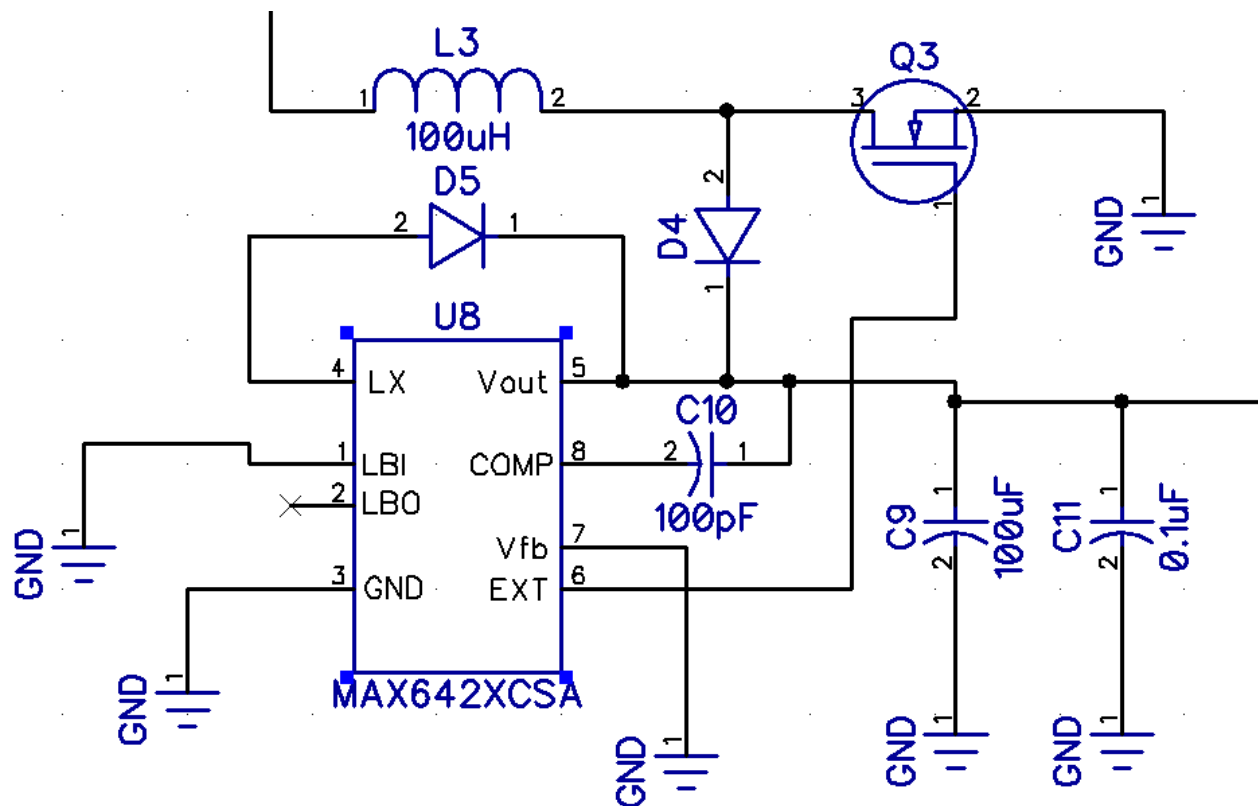 L3
1
2
100uH
Q3
3
2
1
D5
2
1
D4
2
1
1
GND
U8
4
LX
Vout
5
1
LBI
COMP
8
2
LBO
Vfb
7
3
GND
EXT
6
MAX642XCSA
C10
2
1
100pF
1
GND
1
GND
1
GND
C9
1
2
100uF
1
GND
C11
1
2
0.1uF
1
GND